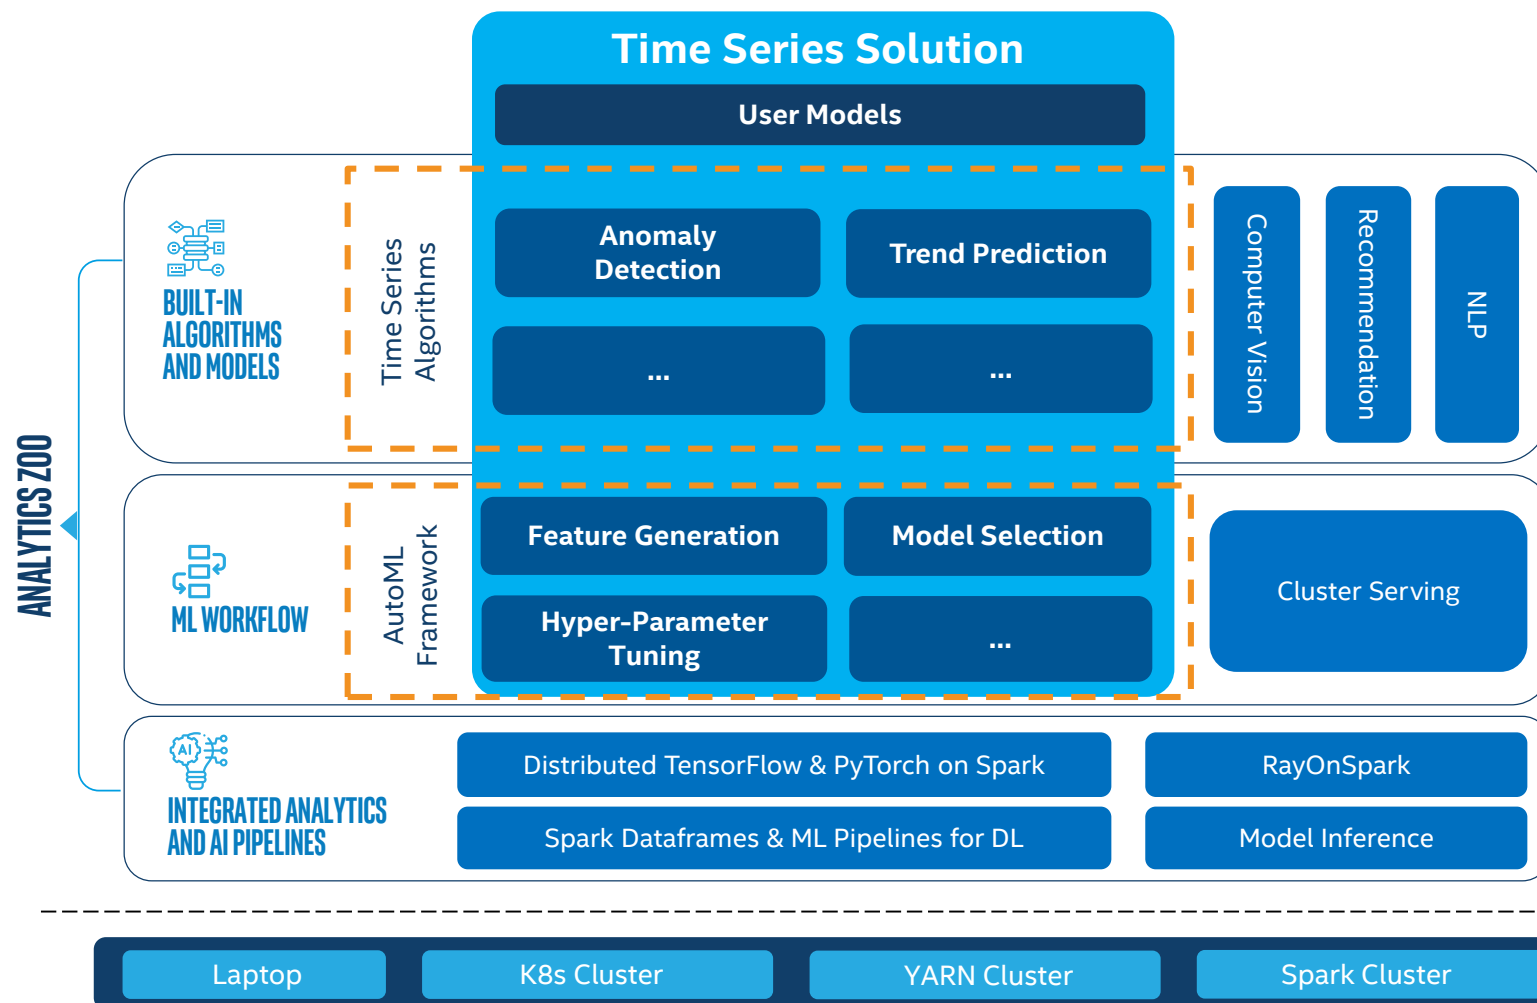 Time Series Solution
User Models
BUILT-IN
ALGORITHMS
AND MODELS
Time Series
Algorithms
Anomaly
Detection
Trend Prediction
...
...
Computer Vision
Recommendation
NLP
ANALYTICS ZOO
ML WORKFLOW
AutoML
Framework
Feature Generation
Model Selection
Hyper-Parameter
Tuning
...
Cluster Serving
AI
INTEGRATED ANALYTICS
AND AI PIPELINES
Distributed TensorFlow & PyTorch on Spark
RayOnSpark
Spark Dataframes & ML Pipelines for DL
Model Inference
Laptop
K8s Cluster
YARN Cluster
Spark Cluster